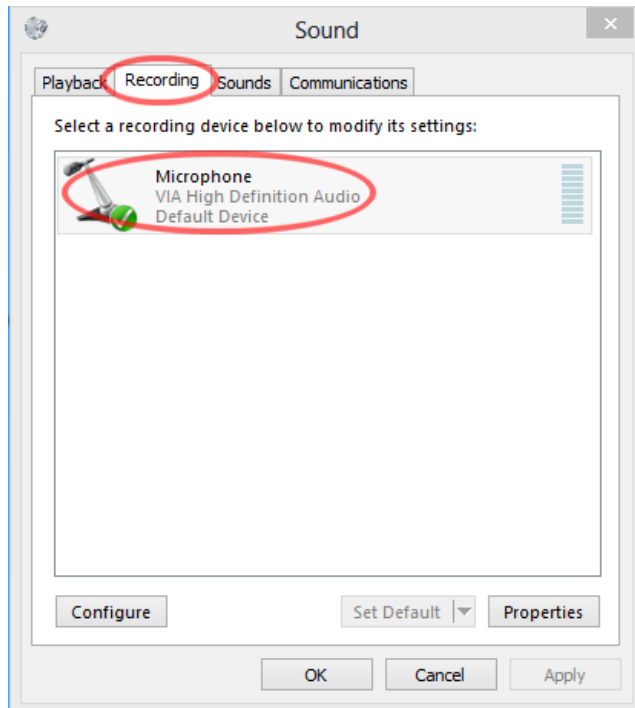 Sound
Playback Recording Sounds Communications
Select a recording device below to modify its settings:
Microphone
VIA High Definition Audio
Default Device
Configure Set Default Properties
OK Cancel Apply